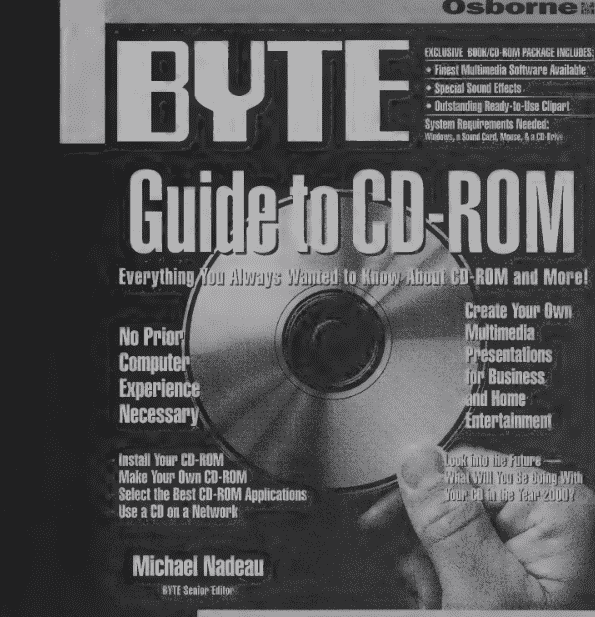 Osborne
BYTE
EXCLUSIVE BOOK/CD-ROM PACKAGE INCLUDES:
• Finest Multimedia Software Available
• Special Sound Effects
• Outstanding Ready-to-Use Clipart
System Requirements Needed:
Windows, a Sound Card, Mouse, & a CD-Drive
Guide to CD-ROM
Everything You Always Wanted to Know About CD-ROM and More!
No Prior
Computer
Experience
Necessary
Create Your Own
Multimedia
Presentations
for Business
and Home
Entertainment
Install Your CD-ROM
Make Your Own CD-ROM
Select the Best CD-ROM Applications
Use a CD on a Network
Look into the Future —
What Will You Be Doing With
Your CD in the Year 2000?
Michael Nadeau
BYTE Senior Editor